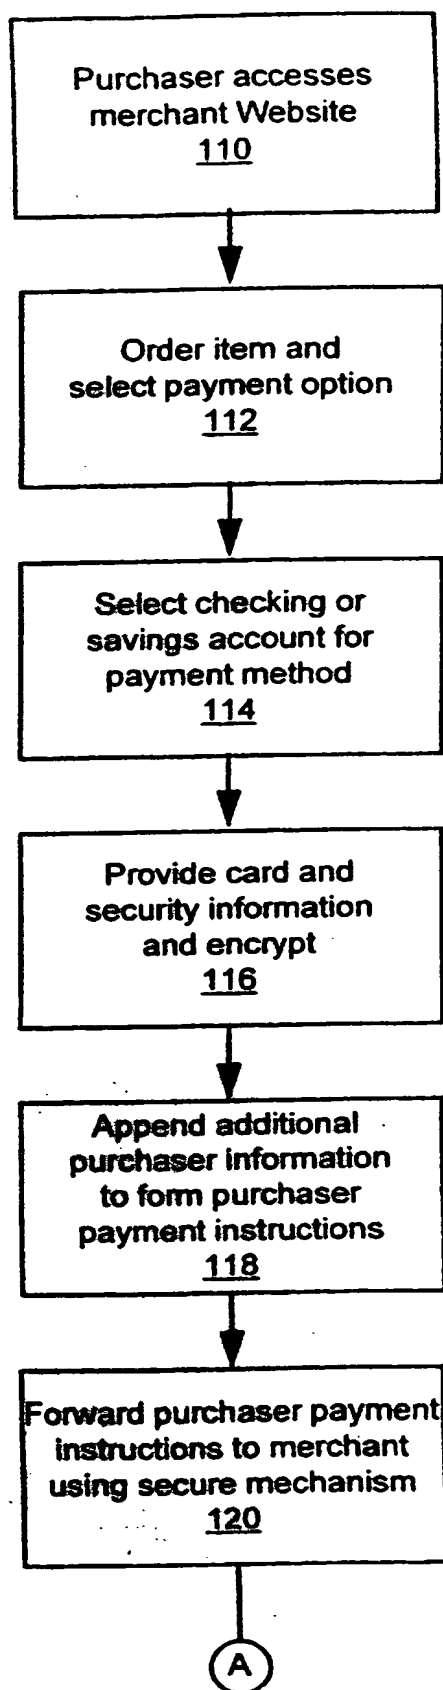 Purchaser accesses
merchant Website
110
Order item and
select payment option
112
Select checking or
savings account for
payment method
114
Provide card and
security information
and encrypt
116
Append additional
purchaser information
to form purchaser
payment instructions
118
Forward purchaser payment
instructions to merchant
using secure mechanism
120
A